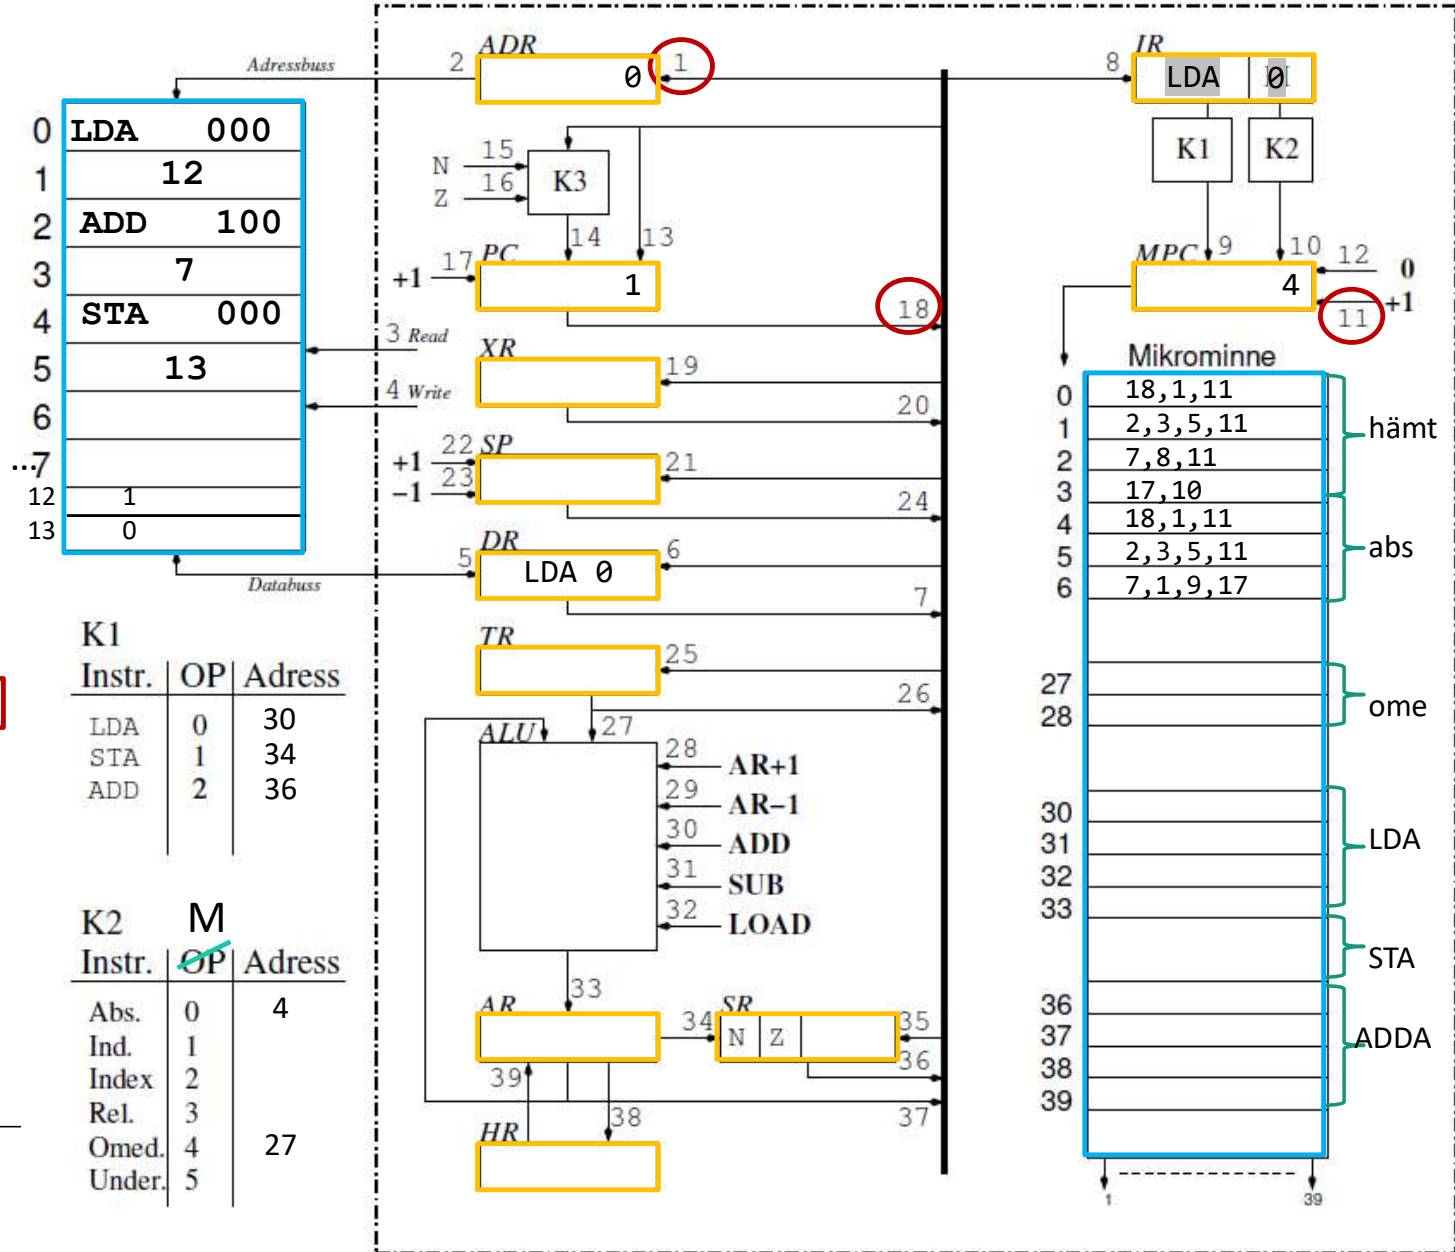 Adressbuss
0 LDA 000
1 12
2 ADD 100
3 7
4 STA 000
5 13
6
...7
12 1
13 0
Databuss
K1
Instr. OP Adress
LDA 0 30
STA 1 34
ADD 2 36
K2 M
Instr. OP Adress
Abs. 0 4
Ind. 1
Index 2
Rel. 3
Omed. 4 27
Under. 5
2 ADR 1
0
N 15
Z 16
K3
14 13
+1 17 PC
1
18
3 Read
4 Write
XR 19
20
+1 22 SP 21
-1 23
24
5 DR 6
LDA 0
7
TR 25
26
ALU 27
28 AR+1
29 AR-1
30 ADD
31 SUB
32 LOAD
33
AR 34 SR 35
N Z
36
39 38 37
HR
8 IR
LDA 0
K1 K2
MPC 9 10 12 0
4
11 +1
Mikrominne
0 18,1,11
1 2,3,5,11
2 7,8,11
3 17,10
hämt
4 18,1,11
5 2,3,5,11
6 7,1,9,17
abs
27
28
ome
30
31
32
33
LDA
STA
36
37
38
39
ADDA
1 39